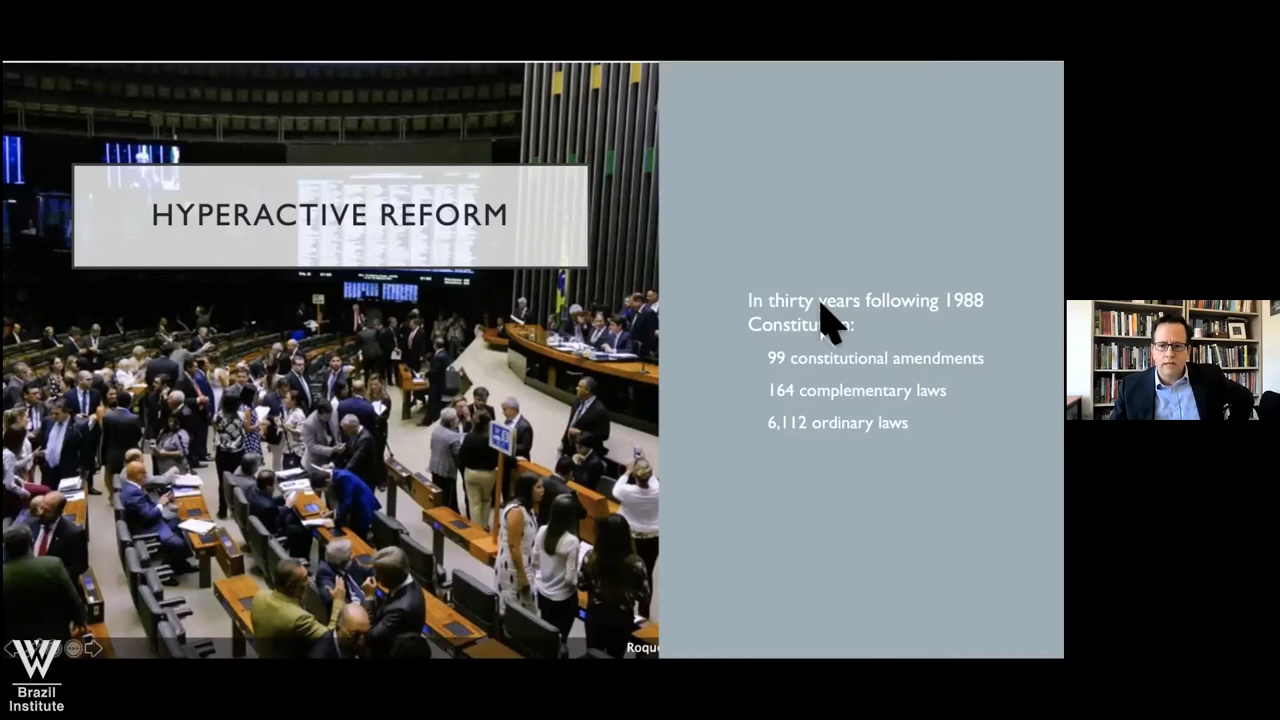 HYPERACTIVE REFORM
In thirty years following 1988
Constitution:
99 constitutional amendments
164 complementary laws
6,112 ordinary laws
Roque
W
Brazil
Institute